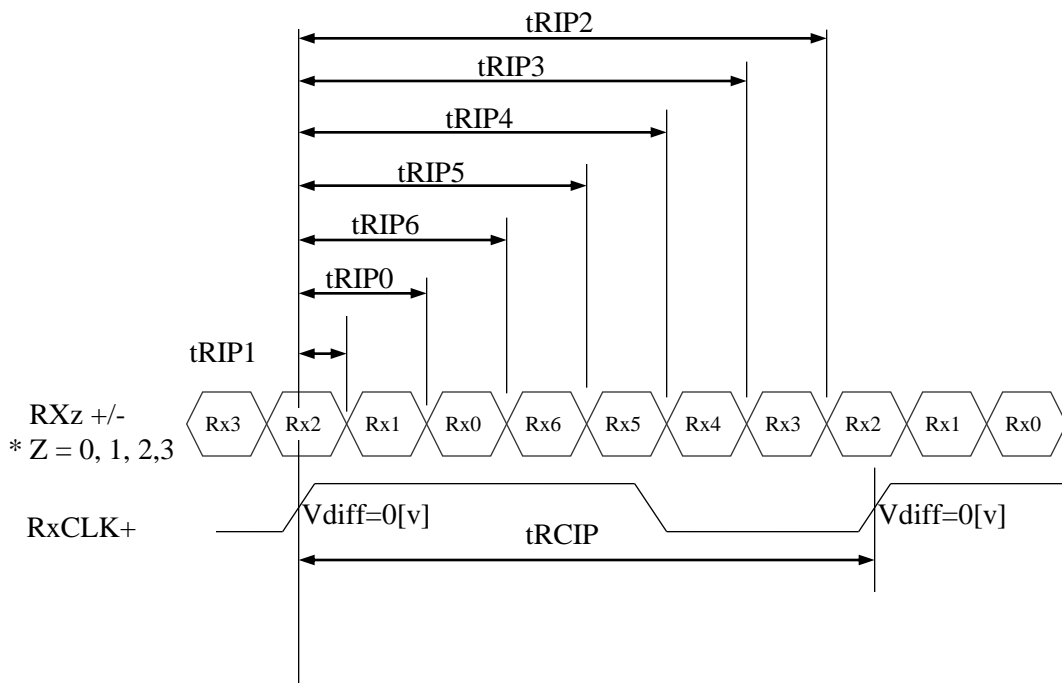 tRIP2
tRIP3
tRIP4
tRIP5
tRIP6
tRIP0
tRIP1
RXz +/-
* Z = 0, 1, 2,3
Rx3 Rx2 Rx1 Rx0 Rx6 Rx5 Rx4 Rx3 Rx2 Rx1 Rx0
RxCLK+
Vdiff=0[v] Vdiff=0[v]
tRCIP